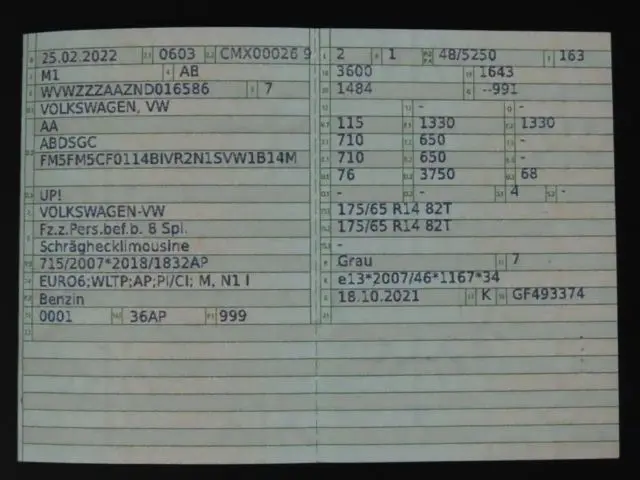 25.02.2022 0603 CMX00026 9
M1 AB
WVWZZZAAZND016586 7
VOLKSWAGEN, VW
AA
ABDSGC
FM5FM5CF0114BIVR2N1SVW1B14M
UP!
VOLKSWAGEN-VW
Fz.z.Pers.bef.b. 8 Spl.
Schräghecklimousine
715/2007*2018/1832AP
EURO6;WLTP;AP;PI/CI; M, N1 I
Benzin
0001 36AP 999
2 1 48/5250 163
3600 1643
1484 --991
- -
115 1330 1330
710 650 -
710 650 -
76 3750 68
- - 4 -
175/65 R14 82T
175/65 R14 82T
-
Grau 7
e13*2007/46*1167*34
18.10.2021 K GF493374